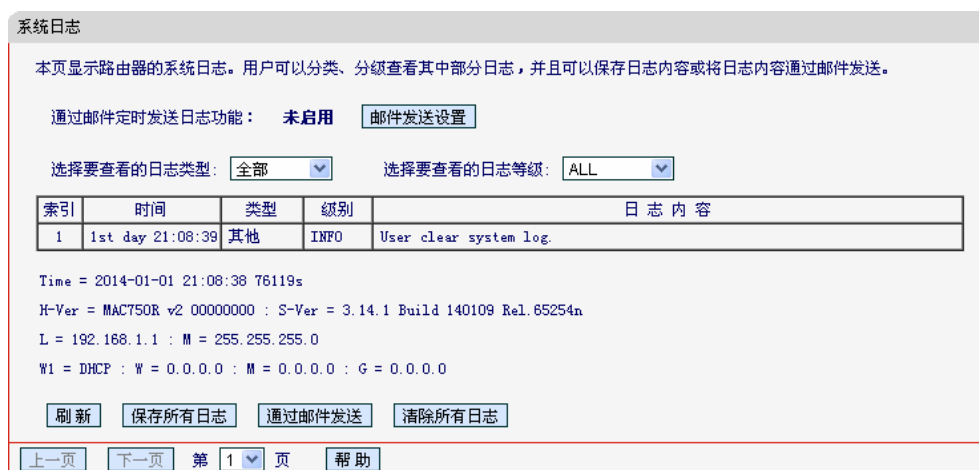 系统日志
本页显示路由器的系统日志。用户可以分类、分级查看其中部分日志，并且可以保存日志内容或将日志内容通过邮件发送。
通过邮件定时发送日志功能： 未启用 邮件发送设置
选择要查看的日志类型: 全部 选择要查看的日志等级: ALL
索引 时间 类型 级别 日 志 内 容
1 1st day 21:08:39 其他 INFO User clear system log.
Time = 2014-01-01 21:08:38 76119s
H-Ver = MAC750R v2 00000000 : S-Ver = 3.14.1 Build 140109 Rel.65254n
L = 192.168.1.1 : M = 255.255.255.0
W1 = DHCP : W = 0.0.0.0 : M = 0.0.0.0 : G = 0.0.0.0
刷 新 保存所有日志 通过邮件发送 清除所有日志
上一页 下一页 第 1 页 帮 助